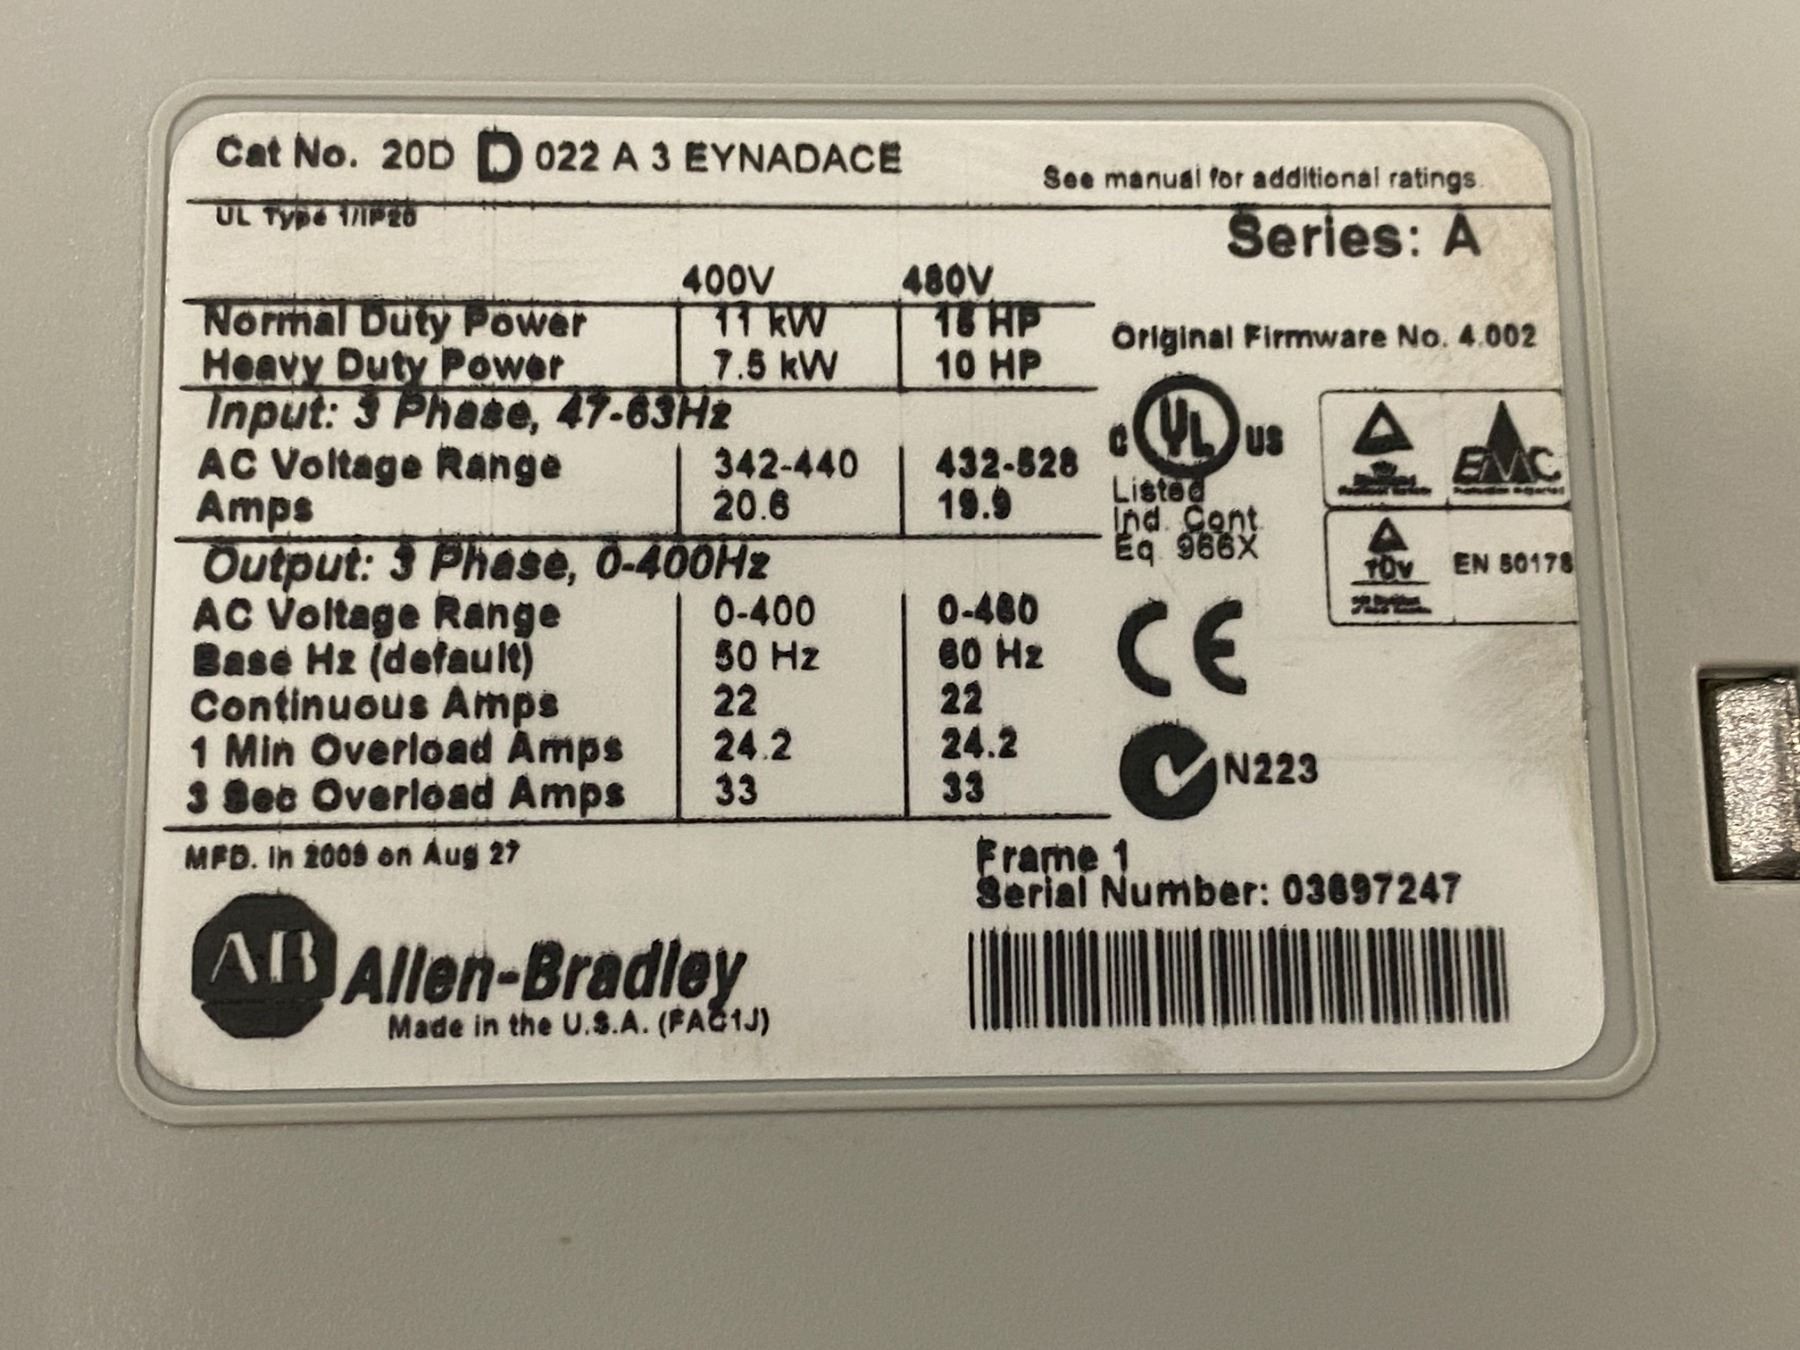 Cat No. 20D D 022 A 3 EYNADACE
See manual for additional ratings.
UL Type 1/IP20
Series: A
400V 480V
Normal Duty Power 11 kW 15 HP
Heavy Duty Power 7.5 kW 10 HP
Original Firmware No. 4.002
Input: 3 Phase, 47-63Hz
AC Voltage Range 342-440 432-528
Amps 20.6 19.9
C UL US
Listed
Ind. Cont.
Eq. 966X
EMC
TÜV
EN 50178
Output: 3 Phase, 0-400Hz
AC Voltage Range 0-400 0-460
Base Hz (default) 50 Hz 60 Hz
Continuous Amps 22 22
1 Min Overload Amps 24.2 24.2
3 Sec Overload Amps 33 33
CE
N223
MFD. in 2009 on Aug 27
Frame 1
Serial Number: 03697247
AB Allen-Bradley
Made in the U.S.A. (FAC1J)